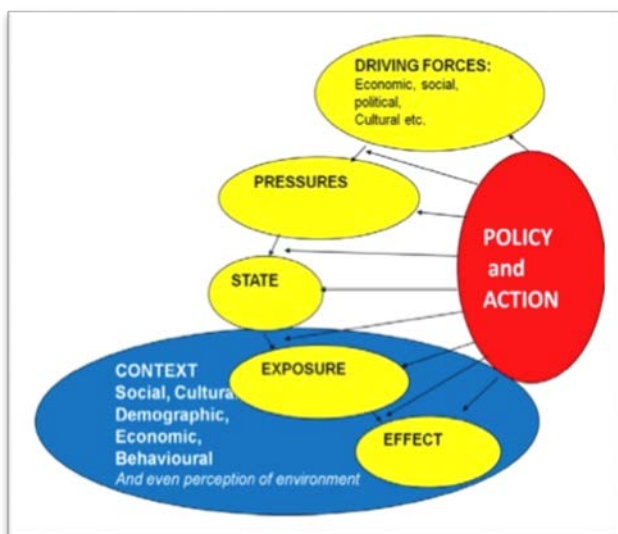 DRIVING FORCES:
Economic, social,
political,
Cultural etc.
PRESSURES
POLICY
and
ACTION
STATE
EXPOSURE
CONTEXT
Social, Cultura
Demographic,
Economic,
Behavioural
And even perception of environment
EFFECT